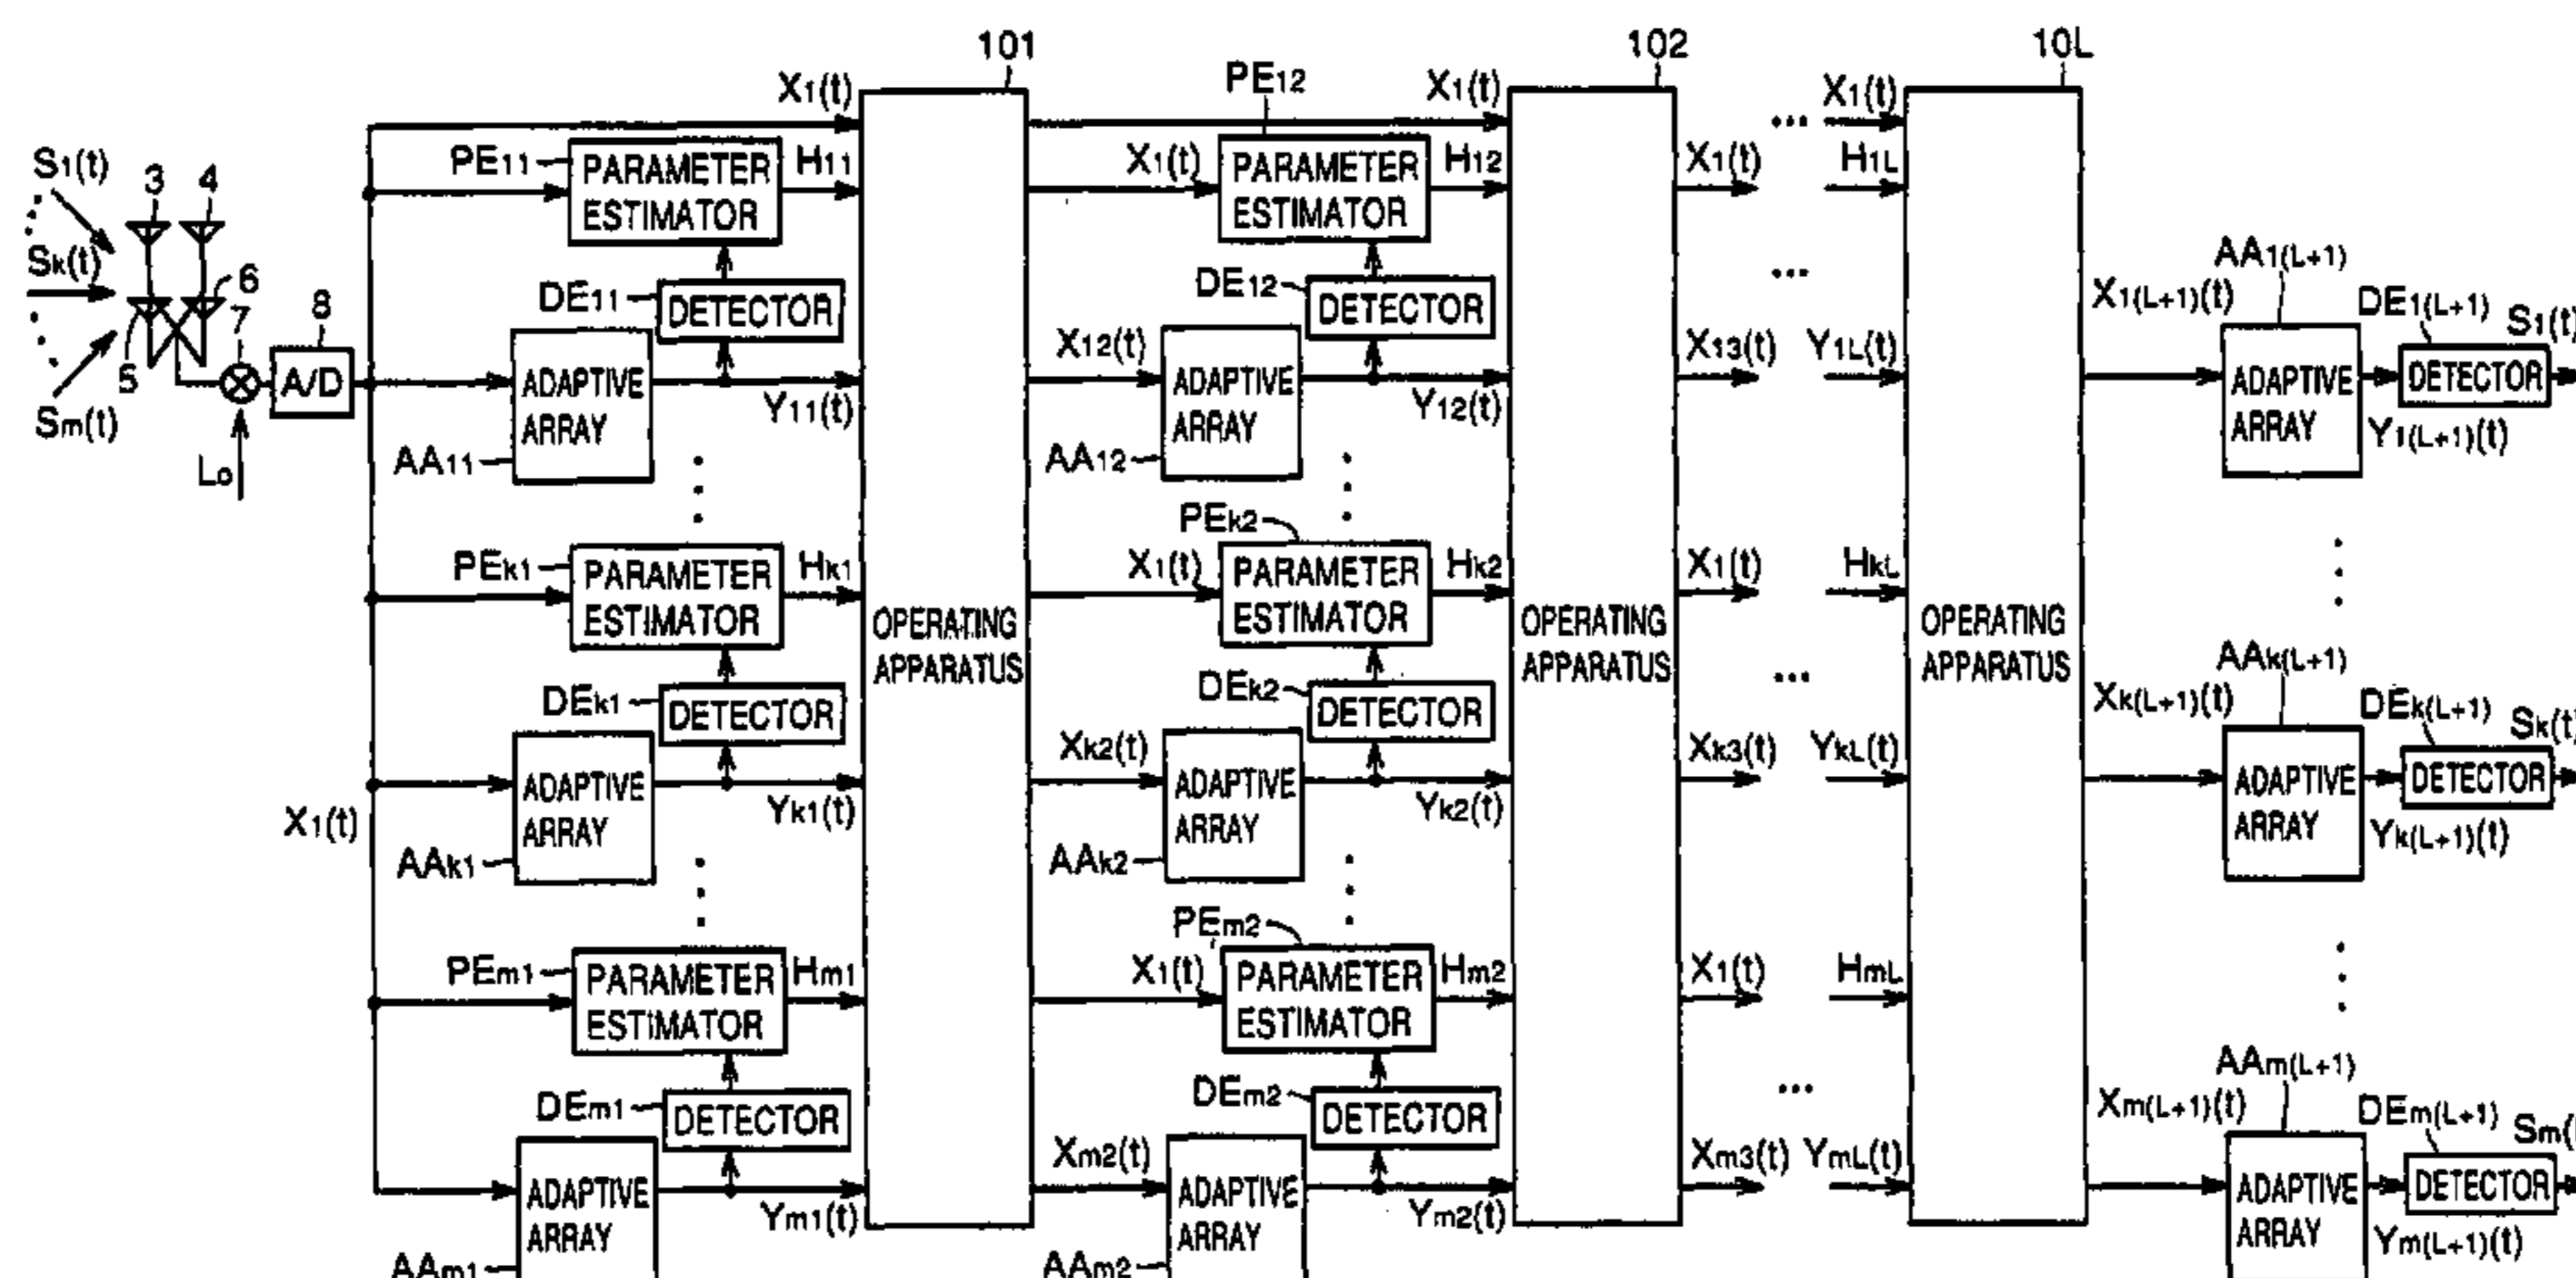 101
102
10L
X1(t)
PE12
X1(t)
X1(t)
S1(t)
3
4
PE11
PARAMETER
ESTIMATOR
H11
X1(t)
PARAMETER
ESTIMATOR
H12
X1(t)
...
H1L
Sk(t)
5
6
7
8
A/D
Sm(t)
Lo
DE11
DETECTOR
DE12
DETECTOR
...
AA1(L+1)
X1(L+1)(t)
DE1(L+1)
S1(t)
ADAPTIVE
ARRAY
Y11(t)
AA11
X12(t)
ADAPTIVE
ARRAY
Y12(t)
AA12
X13(t)
Y1L(t)
ADAPTIVE
ARRAY
DETECTOR
Y1(L+1)(t)
PEk1
PARAMETER
ESTIMATOR
Hk1
PEk2
X1(t)
PARAMETER
ESTIMATOR
Hk2
X1(t)
HkL
OPERATING
APPARATUS
OPERATING
APPARATUS
OPERATING
APPARATUS
...
DEk1
DETECTOR
DEk2
DETECTOR
AAk(L+1)
Xk(L+1)(t)
DEk(L+1)
Sk(t)
X1(t)
ADAPTIVE
ARRAY
Yk1(t)
AAk1
Xk2(t)
ADAPTIVE
ARRAY
Yk2(t)
AAk2
Xk3(t)
YkL(t)
ADAPTIVE
ARRAY
DETECTOR
Yk(L+1)(t)
PEm1
PARAMETER
ESTIMATOR
Hm1
PEm2
X1(t)
PARAMETER
ESTIMATOR
Hm2
X1(t)
HmL
DEm1
DETECTOR
DEm2
DETECTOR
...
AAm(L+1)
Xm(L+1)(t)
DEm(L+1)
Sm(
ADAPTIVE
ARRAY
Ym1(t)
AAm1
Xm2(t)
ADAPTIVE
ARRAY
Ym2(t)
AAm2
Xm3(t)
YmL(t)
ADAPTIVE
ARRAY
DETECTOR
Ym(L+1)(t)